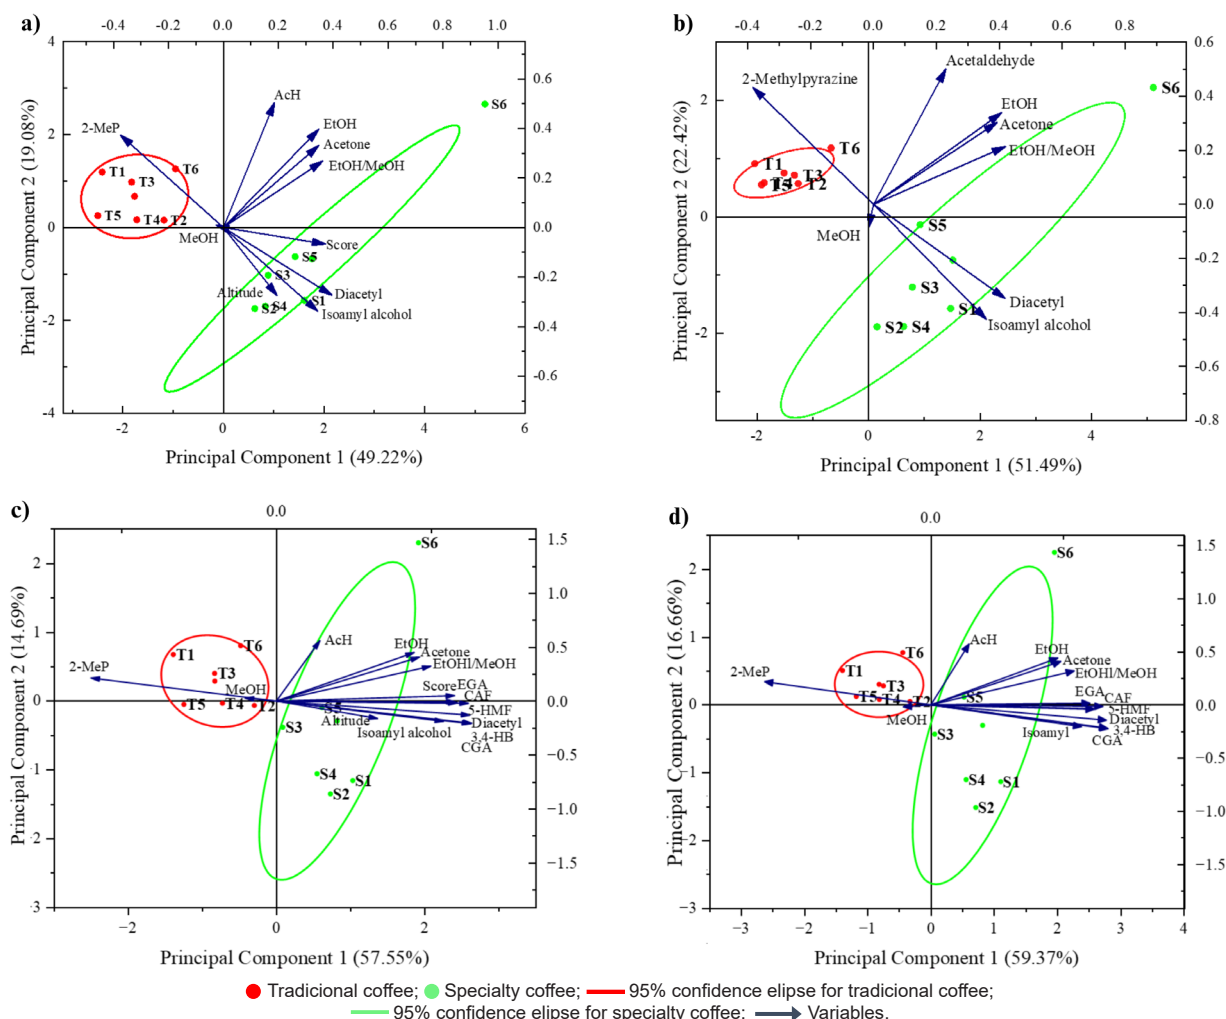 a)
-0.4 -0.2 0.0 0.2 0.4 0.6 0.8 1.0
4
2
0
-2
-4
0.6
0.4
0.2
0.0
-0.2
-0.4
-0.6
-2 0 2 4 6
Principal Component 2 (19.08%)
Principal Component 1 (49.22%)
S6
AcH
2-MeP
EtOH
Acetone
EtOH/MeOH
T1
T6
T3
T5
T4
T2
MeOH
Score
S5
S3
Altitude
Diacetyl
S2
S4
S1
Isoamyl alcohol
b)
-0.4 -0.2 0.0 0.2 0.4 0.6 0.8
2
0
-2
0.6
0.4
0.2
0.0
-0.2
-0.4
-0.6
-0.8
-2 0 2 4
Principal Component 2 (22.42%)
Principal Component 1 (51.49%)
Acetaldehyde
2-Methylpyrazine
S6
EtOH
Acetone
T6
EtOH/MeOH
T1
T3
T5
T2
MeOH
S5
S3
Diacetyl
S1
S2
S4
Isoamyl alcohol
c)
0.0
2
1
0
-1
-2
-3
1.5
1.0
0.5
0.0
−0.5
−1.0
−1.5
−2 0 2
Principal Component 2 (14.69%)
Principal Component 1 (57.55%)
S6
AcH
EtOH
Acetone
EtOHl/MeOH
T6
T1
2-MeP
T3
MeOH
Score
EGA
CAF
T5
T4
T2
S5
5-HMF
Altitude
Diacetyl
S3
Isoamyl alcohol
3,4-HB
CGA
S4
S1
S2
d)
0.0
2
1
0
−1
−2
−3
1.5
1.0
0.5
0.0
−0.5
−1.0
−1.5
−3 −2 −1 0 1 2 3 4
Principal Component 2 (16.66%)
Principal Component 1 (59.37%)
S6
AcH
EtOH
Acetone
EtOHl/MeOH
T6
T1
2-MeP
T3
T5
T4
T2
S5
EGA
CAF
5-HMF
MeOH
Diacetyl
S3
Isoamyl
3,4-HB
CGA
S4
S1
S2
Tradicional coffee; Specialty coffee; 95% confidence elipse for tradicional coffee;
95% confidence elipse for specialty coffee; Variables.